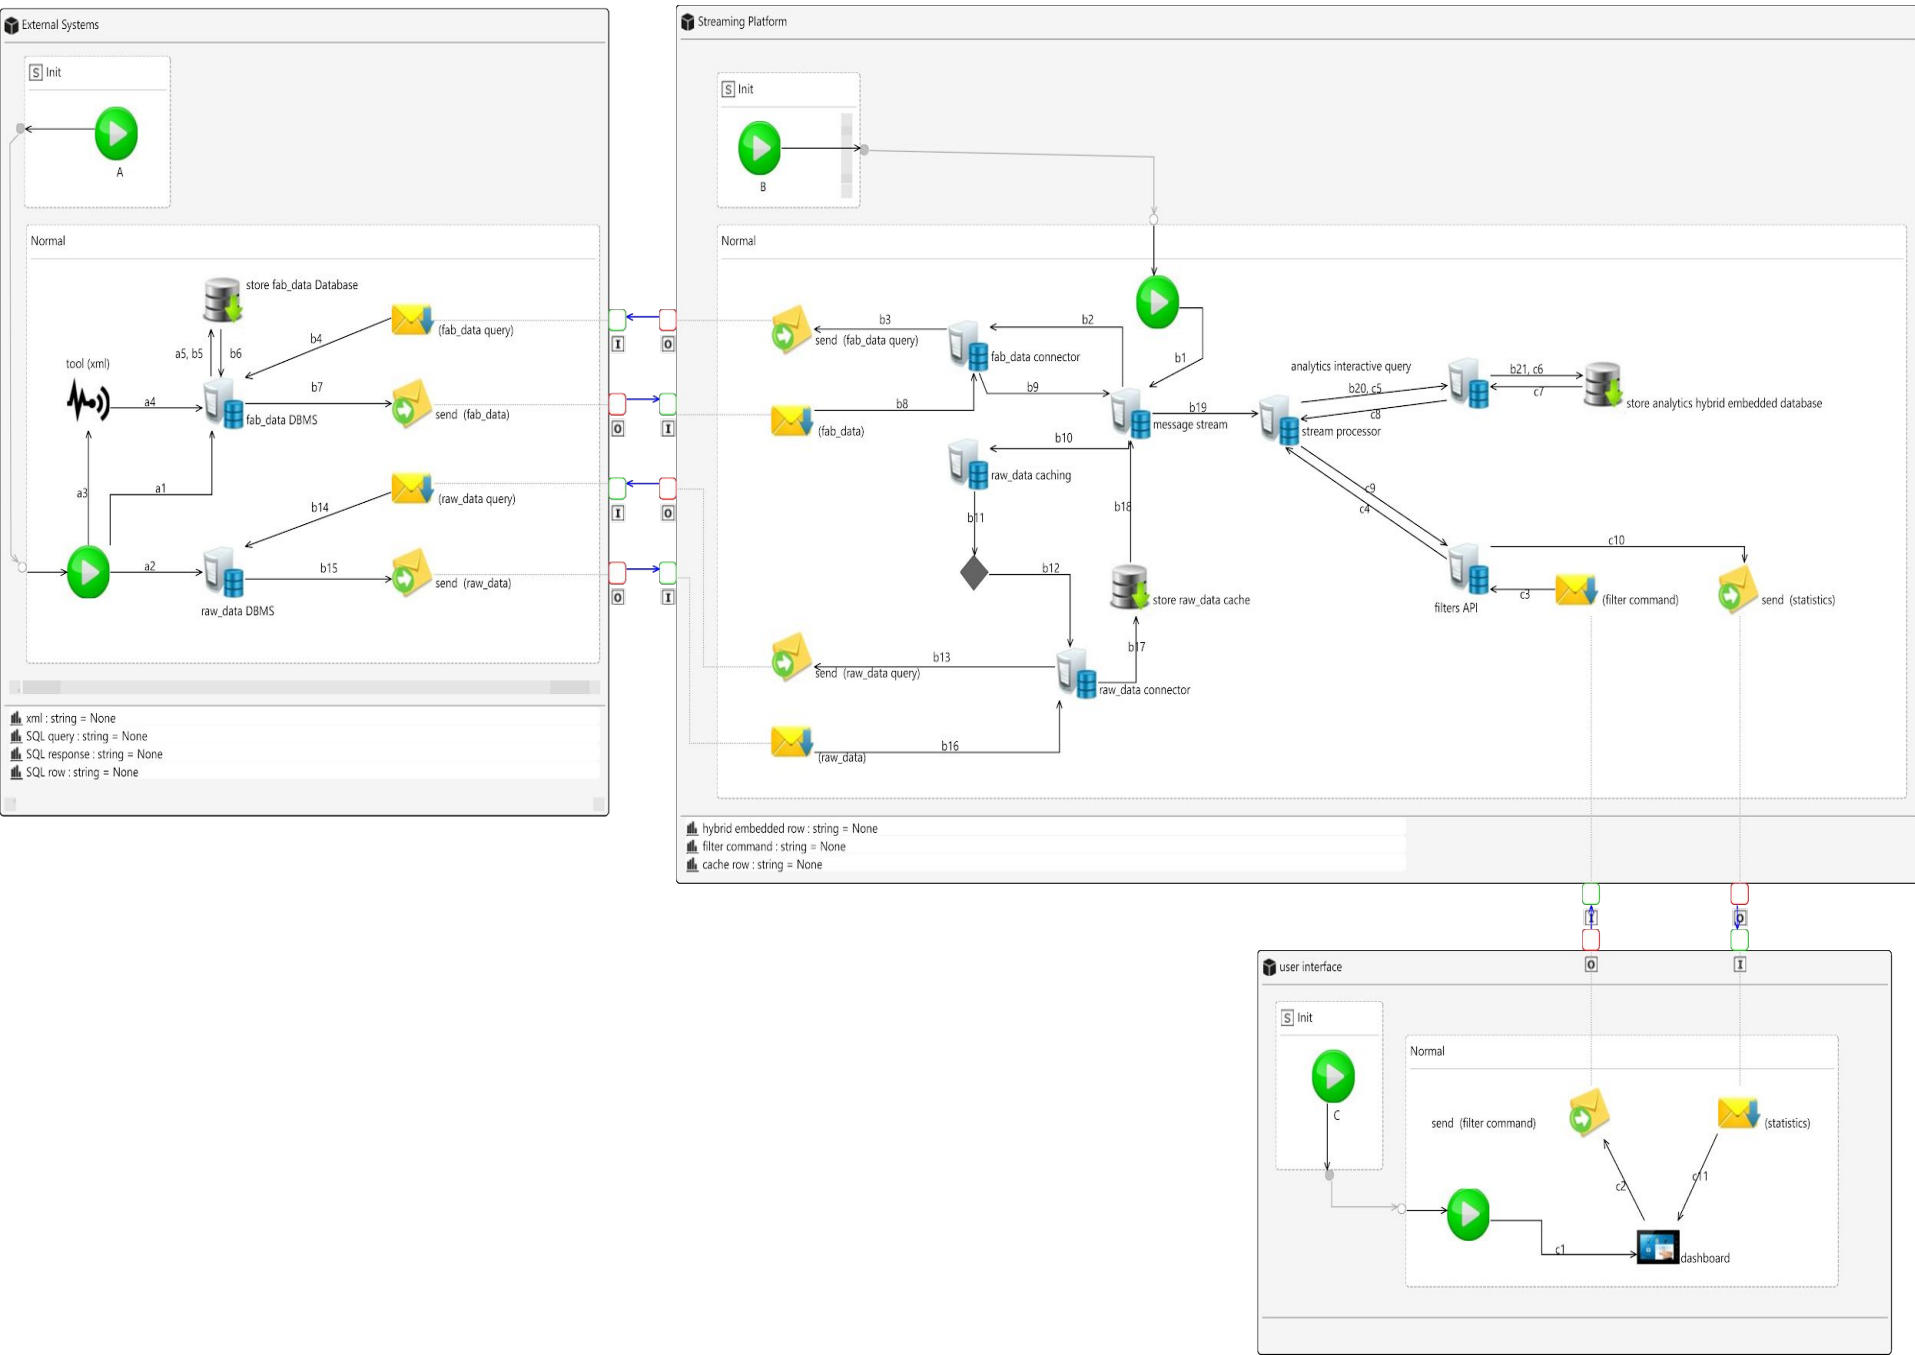 External Systems
S Init
A
Normal
store fab_data Database
(fab_data query)
b4
a5, b5
b6
tool (xml)
b7
a4
send (fab_data)
fab_data DBMS
a3
a1
(raw_data query)
b14
a2
b15
send (raw_data)
raw_data DBMS
xml : string = None
SQL query : string = None
SQL response : string = None
SQL row : string = None
I
O
O
I
I
O
O
I
Streaming Platform
S Init
B
Normal
b3
b2
send (fab_data query)
fab_data connector
b1
analytics interactive query
b21, c6
b9
b20, c5
c7
b8
b19
c8
store analytics hybrid embedded database
(fab_data)
message stream
stream processor
b10
raw_data caching
c9
b11
b18
c4
c10
b12
c3
store raw_data cache
filters API
(filter command)
send (statistics)
b17
b13
send (raw_data query)
raw_data connector
b16
(raw_data)
hybrid embedded row : string = None
filter command : string = None
cache row : string = None
I
O
user interface
O
I
S Init
C
Normal
send (filter command)
(statistics)
c2
c11
c1
dashboard